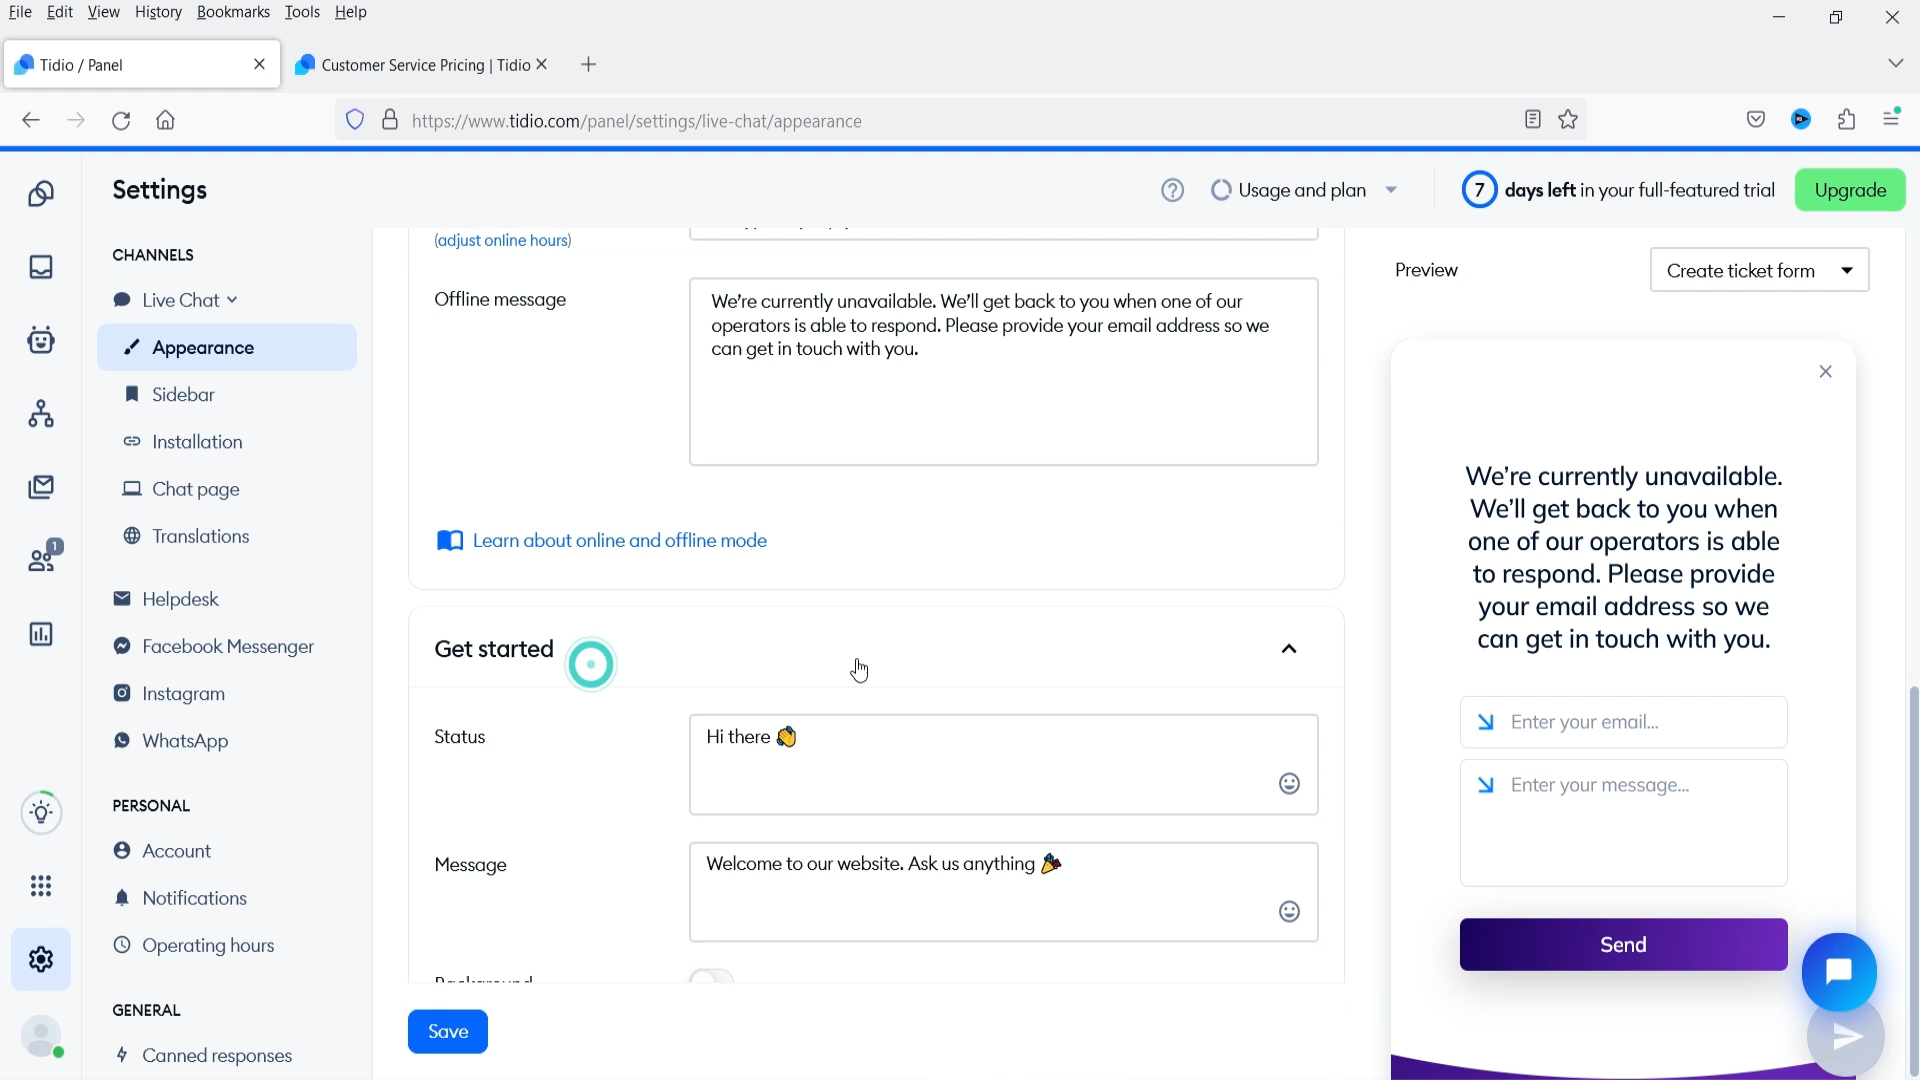 File Edit View History Bookmarks Tools Help
Tidio / Panel
Customer Service Pricing | Tidio
https://www.tidio.com/panel/settings/live-chat/appearance
Settings
Usage and plan
7 days left in your full-featured trial
Upgrade
CHANNELS
Live Chat
Appearance
Sidebar
Installation
Chat page
Translations
1
Helpdesk
Facebook Messenger
Instagram
WhatsApp
PERSONAL
Account
Notifications
Operating hours
GENERAL
Canned responses
(adjust online hours)
Offline message
We're currently unavailable. We'll get back to you when one of our
operators is able to respond. Please provide your email address so we
can get in touch with you.
Learn about online and offline mode
Get started
Status
Hi there 👋
Message
Welcome to our website. Ask us anything 🎉
Background
Save
Preview
Create ticket form
We're currently unavailable.
We'll get back to you when
one of our operators is able
to respond. Please provide
your email address so we
can get in touch with you.
Enter your email...
Enter your message...
Send